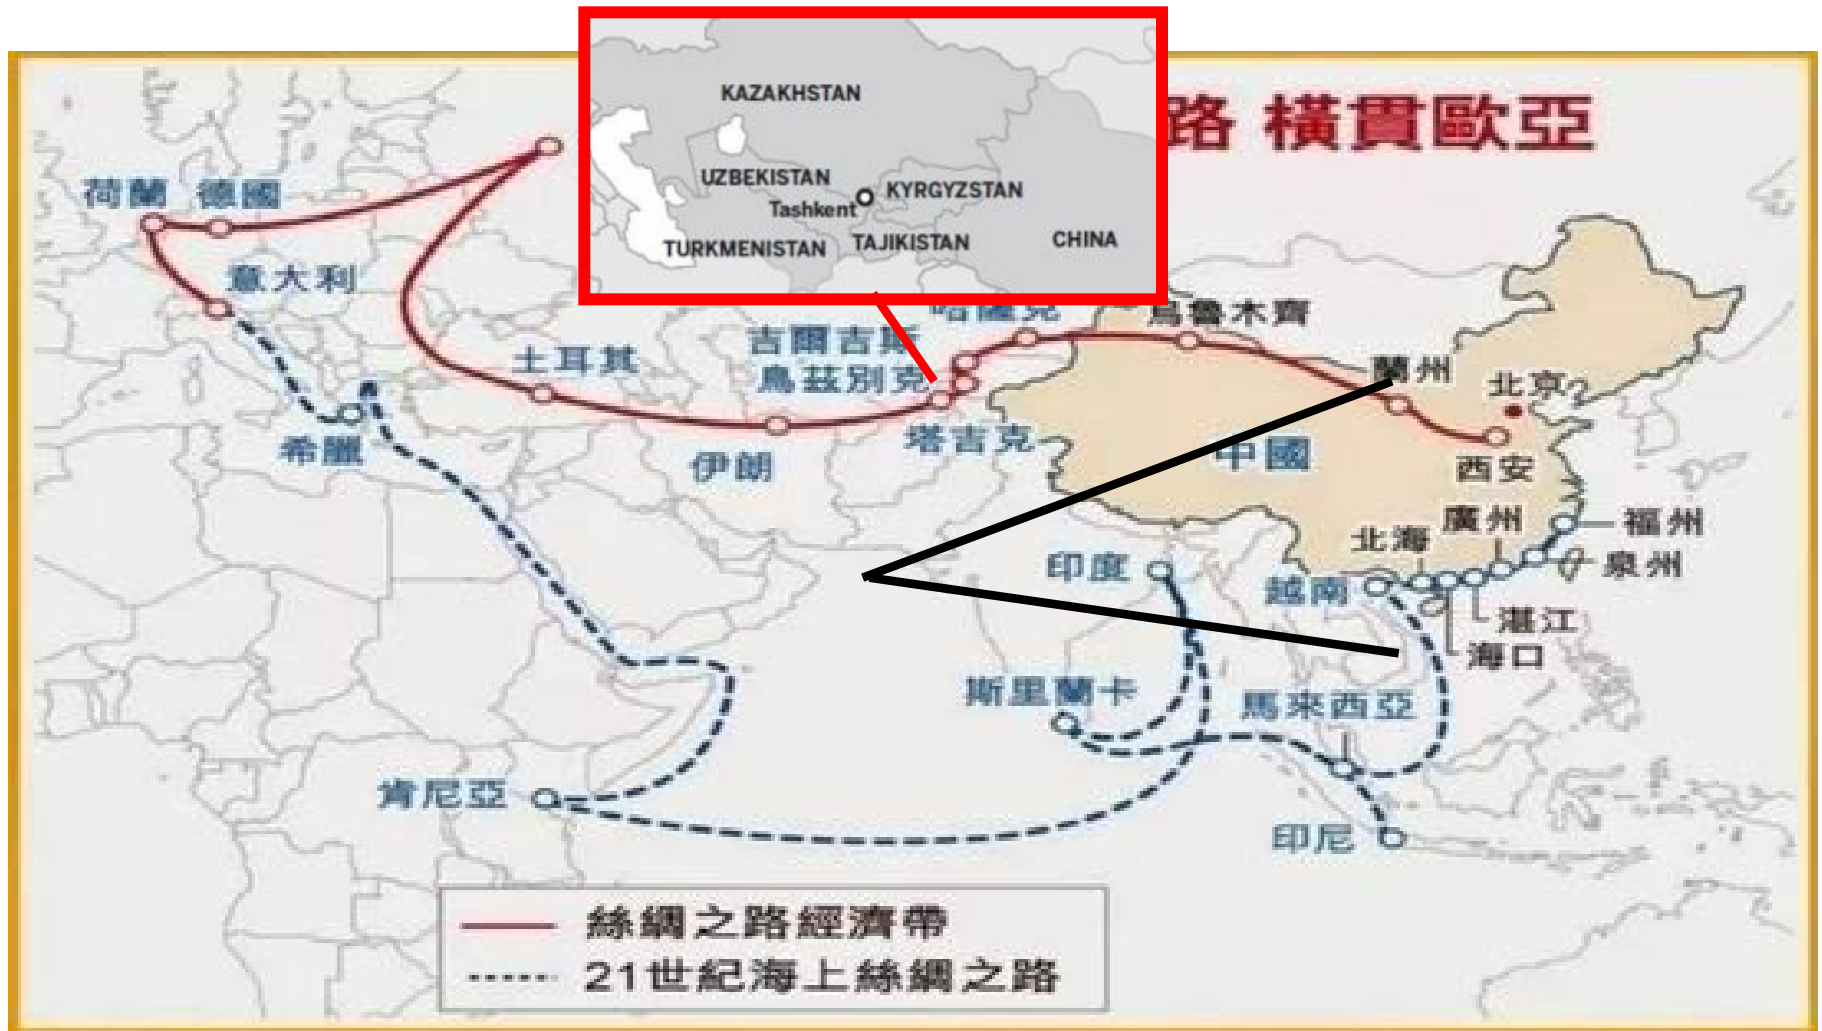 KAZAKHSTAN
UZBEKISTAN
KYRGYZSTAN
Tashkent
TURKMENISTAN
TAJIKISTAN
CHINA
路 橫貫歐亞
荷蘭
德國
意大利
土耳其
吉爾吉斯
烏茲別克
哈薩克
烏魯木齊
蘭州
北京
塔吉克
伊朗
希臘
中國
西安
廣州
福州
北海
泉州
印度
越南
湛江
海口
斯里蘭卡
馬來西亞
肯尼亞
印尼
絲綢之路經濟帶
21世紀海上絲綢之路